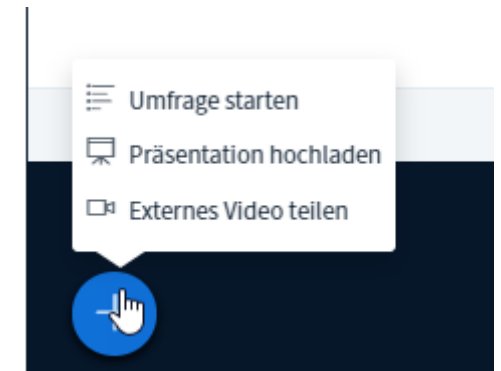 Umfrage starten
Präsentation hochladen
Externes Video teilen